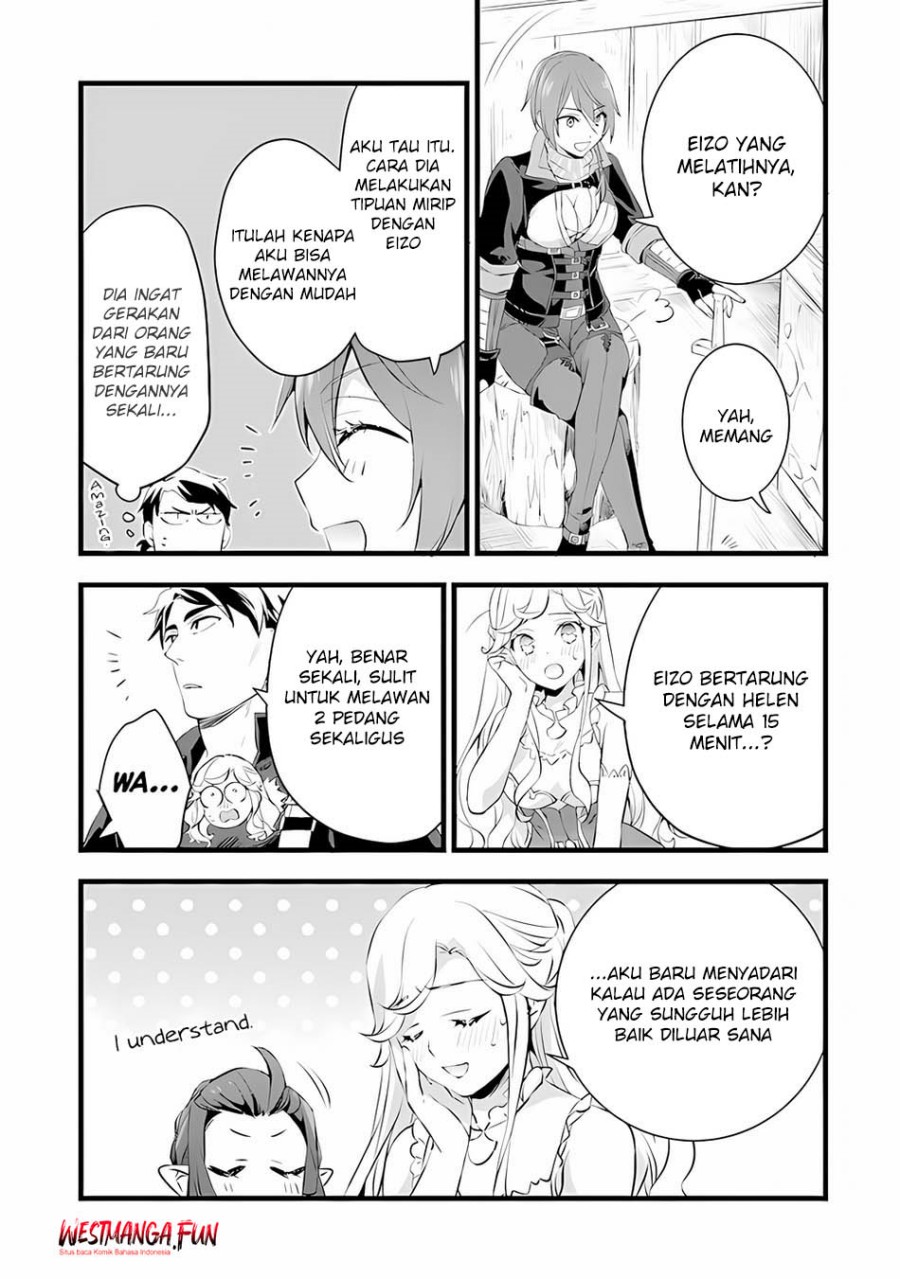 EIZO YANG
MELATIHNYA,
KAN?
YAH,
MEMANG
AKU TAU ITU.
CARA DIA
MELAKUKAN
TIPUAN MIRIP
DENGAN
EIZO
ITULAH KENAPA
AKU BISA
MELAWANNYA
DENGAN MUDAH
DIA INGAT
GERAKAN
DARI ORANG
YANG BARU
BERTARUNG
DENGANNYA
SEKALI...
Amazing.
EIZO BERTARUNG
DENGAN HELEN
SELAMA 15
MENIT...?
YAH, BENAR
SEKALI, SULIT
UNTUK MELAWAN
2 PEDANG
SEKALIGUS
WA...
...AKU BARU MENYADARI
KALAU ADA SESEORANG
YANG SUNGGUH LEBIH
BAIK DILUAR SANA
I understand.
WESTMANGA.FUN
Situs baca Komik Bahasa Indonesia